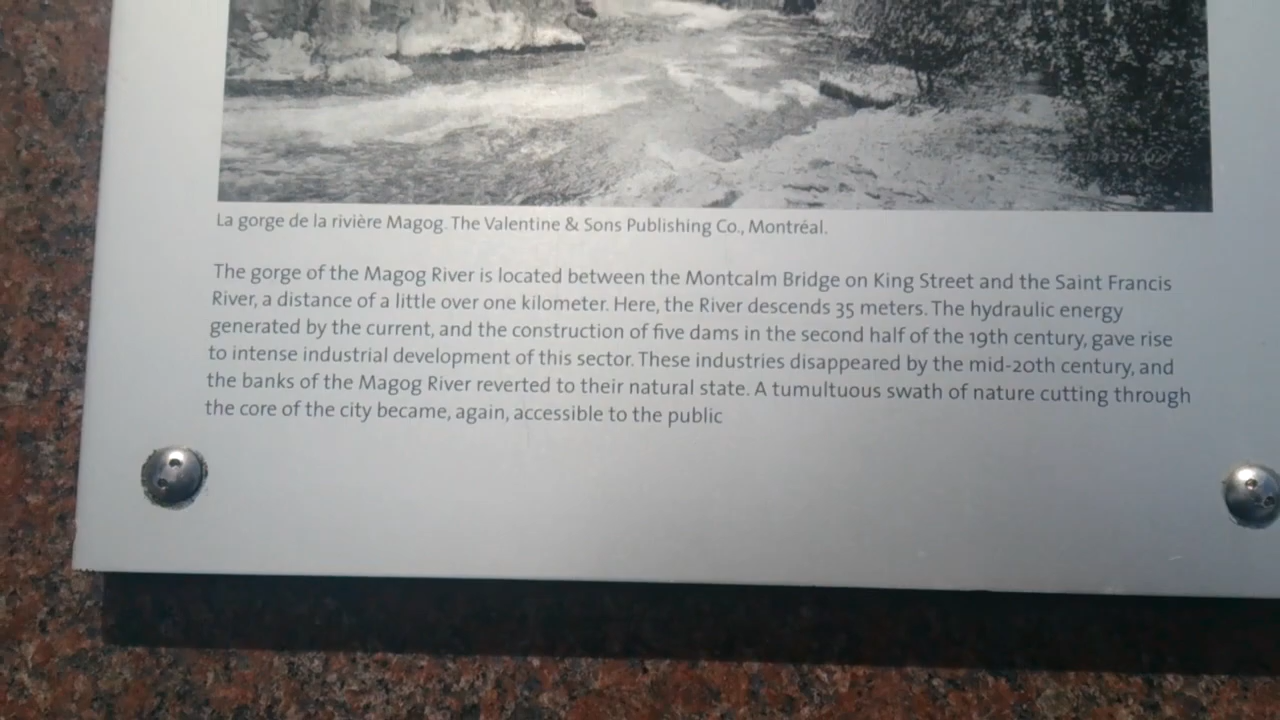 La gorge de la rivière Magog. The Valentine & Sons Publishing Co., Montréal.
The gorge of the Magog River is located between the Montcalm Bridge on King Street and the Saint Francis
River, a distance of a little over one kilometer. Here, the River descends 35 meters. The hydraulic energy
generated by the current, and the construction of five dams in the second half of the 19th century, gave rise
to intense industrial development of this sector. These industries disappeared by the mid-20th century, and
the banks of the Magog River reverted to their natural state. A tumultuous swath of nature cutting through
the core of the city became, again, accessible to the public